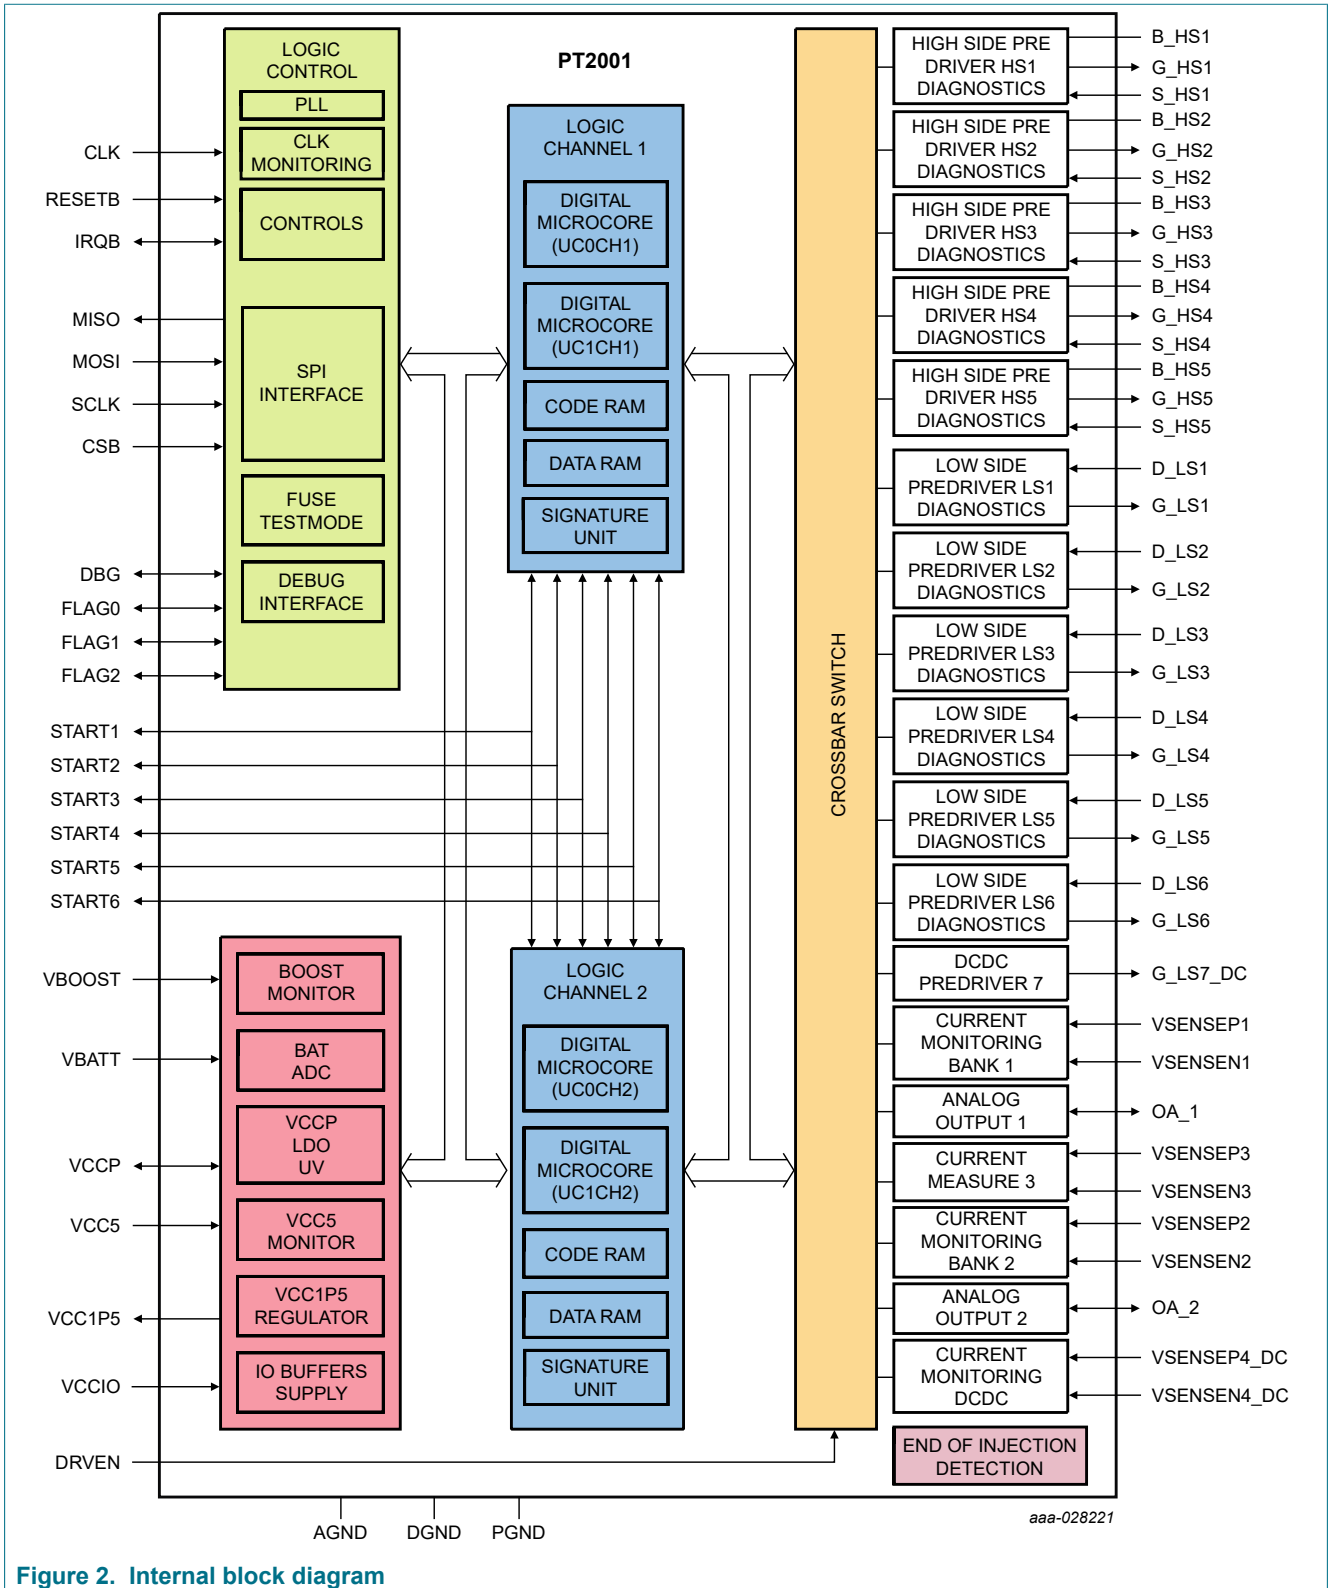 PT2001
LOGIC
CONTROL
PLL
CLK
MONITORING
CONTROLS
SPI
INTERFACE
FUSE
TESTMODE
DEBUG
INTERFACE
CLK
RESETB
IRQB
MISO
MOSI
SCLK
CSB
DBG
FLAG0
FLAG1
FLAG2
START1
START2
START3
START4
START5
START6
VBOOST
VBATT
VCCP
VCC5
VCC1P5
VCCIO
DRVEN
BOOST
MONITOR
BAT
ADC
VCCP
LDO
UV
VCC5
MONITOR
VCC1P5
REGULATOR
IO BUFFERS
SUPPLY
LOGIC
CHANNEL 1
DIGITAL
MICROCORE
(UC0CH1)
DIGITAL
MICROCORE
(UC1CH1)
CODE RAM
DATA RAM
SIGNATURE
UNIT
LOGIC
CHANNEL 2
DIGITAL
MICROCORE
(UC0CH2)
DIGITAL
MICROCORE
(UC1CH2)
CODE RAM
DATA RAM
SIGNATURE
UNIT
CROSSBAR SWITCH
HIGH SIDE PRE
DRIVER HS1
DIAGNOSTICS
HIGH SIDE PRE
DRIVER HS2
DIAGNOSTICS
HIGH SIDE PRE
DRIVER HS3
DIAGNOSTICS
HIGH SIDE PRE
DRIVER HS4
DIAGNOSTICS
HIGH SIDE PRE
DRIVER HS5
DIAGNOSTICS
LOW SIDE
PREDRIVER LS1
DIAGNOSTICS
LOW SIDE
PREDRIVER LS2
DIAGNOSTICS
LOW SIDE
PREDRIVER LS3
DIAGNOSTICS
LOW SIDE
PREDRIVER LS4
DIAGNOSTICS
LOW SIDE
PREDRIVER LS5
DIAGNOSTICS
LOW SIDE
PREDRIVER LS6
DIAGNOSTICS
DCDC
PREDRIVER 7
CURRENT
MONITORING
BANK 1
ANALOG
OUTPUT 1
CURRENT
MEASURE 3
CURRENT
MONITORING
BANK 2
ANALOG
OUTPUT 2
CURRENT
MONITORING
DCDC
END OF INJECTION
DETECTION
B_HS1
G_HS1
S_HS1
B_HS2
G_HS2
S_HS2
B_HS3
G_HS3
S_HS3
B_HS4
G_HS4
S_HS4
B_HS5
G_HS5
S_HS5
D_LS1
G_LS1
D_LS2
G_LS2
D_LS3
G_LS3
D_LS4
G_LS4
D_LS5
G_LS5
D_LS6
G_LS6
G_LS7_DC
VSENSEP1
VSENSEN1
OA_1
VSENSEP3
VSENSEN3
VSENSEP2
VSENSEN2
OA_2
VSENSEP4_DC
VSENSEN4_DC
AGND
DGND
PGND
aaa-028221
Figure 2. Internal block diagram